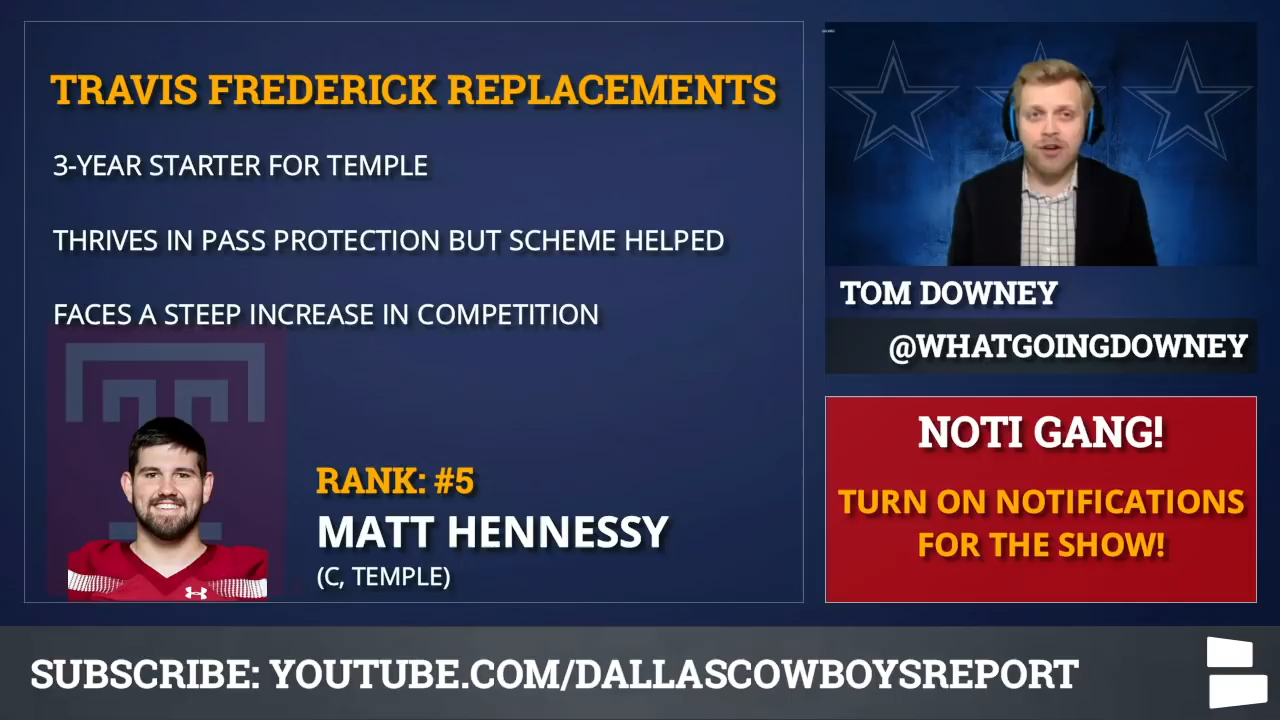 TRAVIS FREDERICK REPLACEMENTS
3-YEAR STARTER FOR TEMPLE
THRIVES IN PASS PROTECTION BUT SCHEME HELPED
FACES A STEEP INCREASE IN COMPETITION
RANK: #5
MATT HENNESSY
(C, TEMPLE)
TOM DOWNEY
@WHATGOINGDOWNEY
NOTI GANG!
TURN ON NOTIFICATIONS
FOR THE SHOW!
SUBSCRIBE: YOUTUBE.COM/DALLASCOWBOYSREPORT